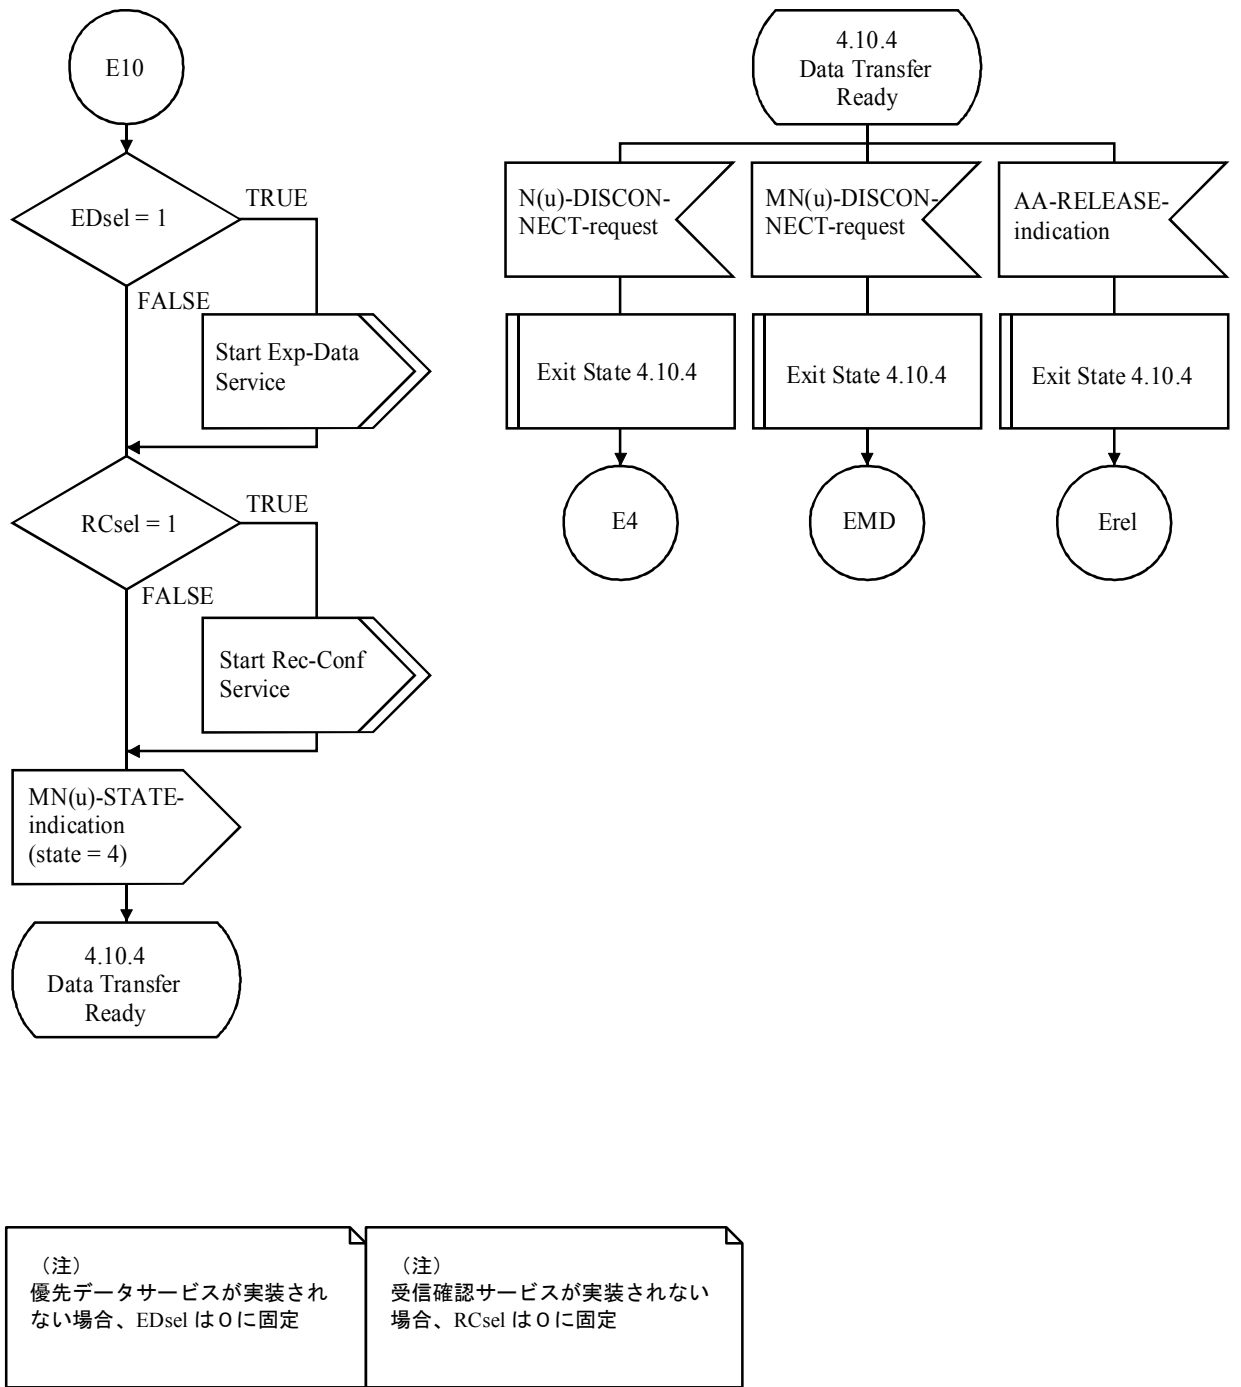 E10
EDsel = 1
TRUE
FALSE
Start Exp-Data
Service
RCsel = 1
TRUE
FALSE
Start Rec-Conf
Service
MN(u)-STATE-
indication
(state = 4)
4.10.4
Data Transfer
Ready
4.10.4
Data Transfer
Ready
N(u)-DISCON-
NECT-request
MN(u)-DISCON-
NECT-request
AA-RELEASE-
indication
Exit State 4.10.4
Exit State 4.10.4
Exit State 4.10.4
E4
EMD
Erel
（注）
優先データサービスが実装され
ない場合、EDsel は０に固定
（注）
受信確認サービスが実装されない
場合、RCsel は０に固定